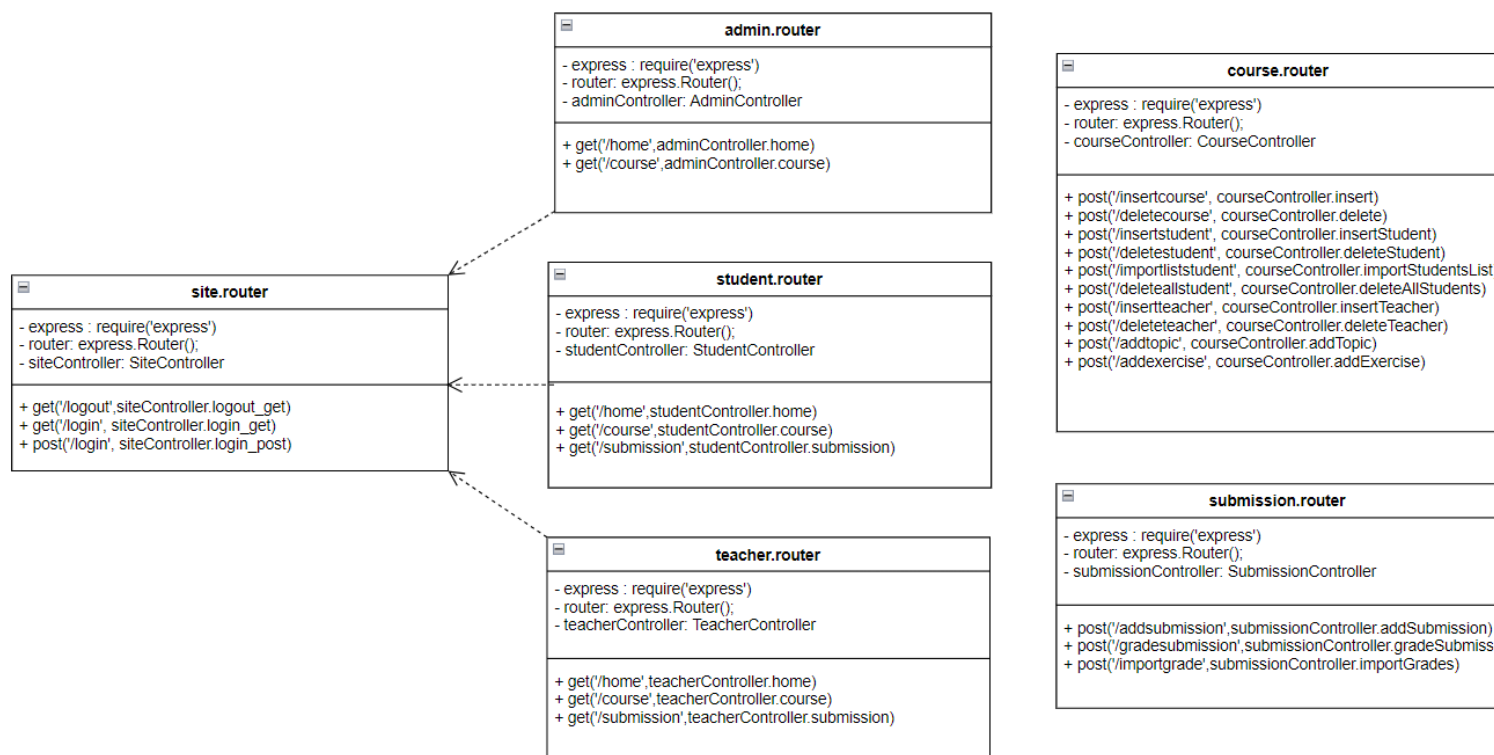 admin.router
- express : require('express')
- router: express.Router();
- adminController: AdminController
+ get('/home',adminController.home)
+ get('/course',adminController.course)
course.router
- express : require('express')
- router: express.Router();
- courseController: CourseController
+ post('/insertcourse', courseController.insert)
+ post('/deletecourse', courseController.delete)
+ post('/insertstudent', courseController.insertStudent)
+ post('/deletestudent', courseController.deleteStudent)
+ post('/importliststudent', courseController.importStudentsList
+ post('/deleteallstudent', courseController.deleteAllStudents)
+ post('/insertteacher', courseController.insertTeacher)
+ post('/deleteteacher', courseController.deleteTeacher)
+ post('/addtopic', courseController.addTopic)
+ post('/addexercise', courseController.addExercise)
site.router
- express : require('express')
- router: express.Router();
- siteController: SiteController
+ get('/logout',siteController.logout_get)
+ get('/login', siteController.login_get)
+ post('/login', siteController.login_post)
student.router
- express : require('express')
- router: express.Router();
- studentController: StudentController
+ get('/home',studentController.home)
+ get('/course',studentController.course)
+ get('/submission',studentController.submission)
teacher.router
- express : require('express')
- router: express.Router();
- teacherController: TeacherController
+ get('/home',teacherController.home)
+ get('/course',teacherController.course)
+ get('/submission',teacherController.submission)
submission.router
- express : require('express')
- router: express.Router();
- submissionController: SubmissionController
+ post('/addsubmission',submissionController.addSubmission)
+ post('/gradesubmission',submissionController.gradeSubmiss
+ post('/importgrade',submissionController.importGrades)